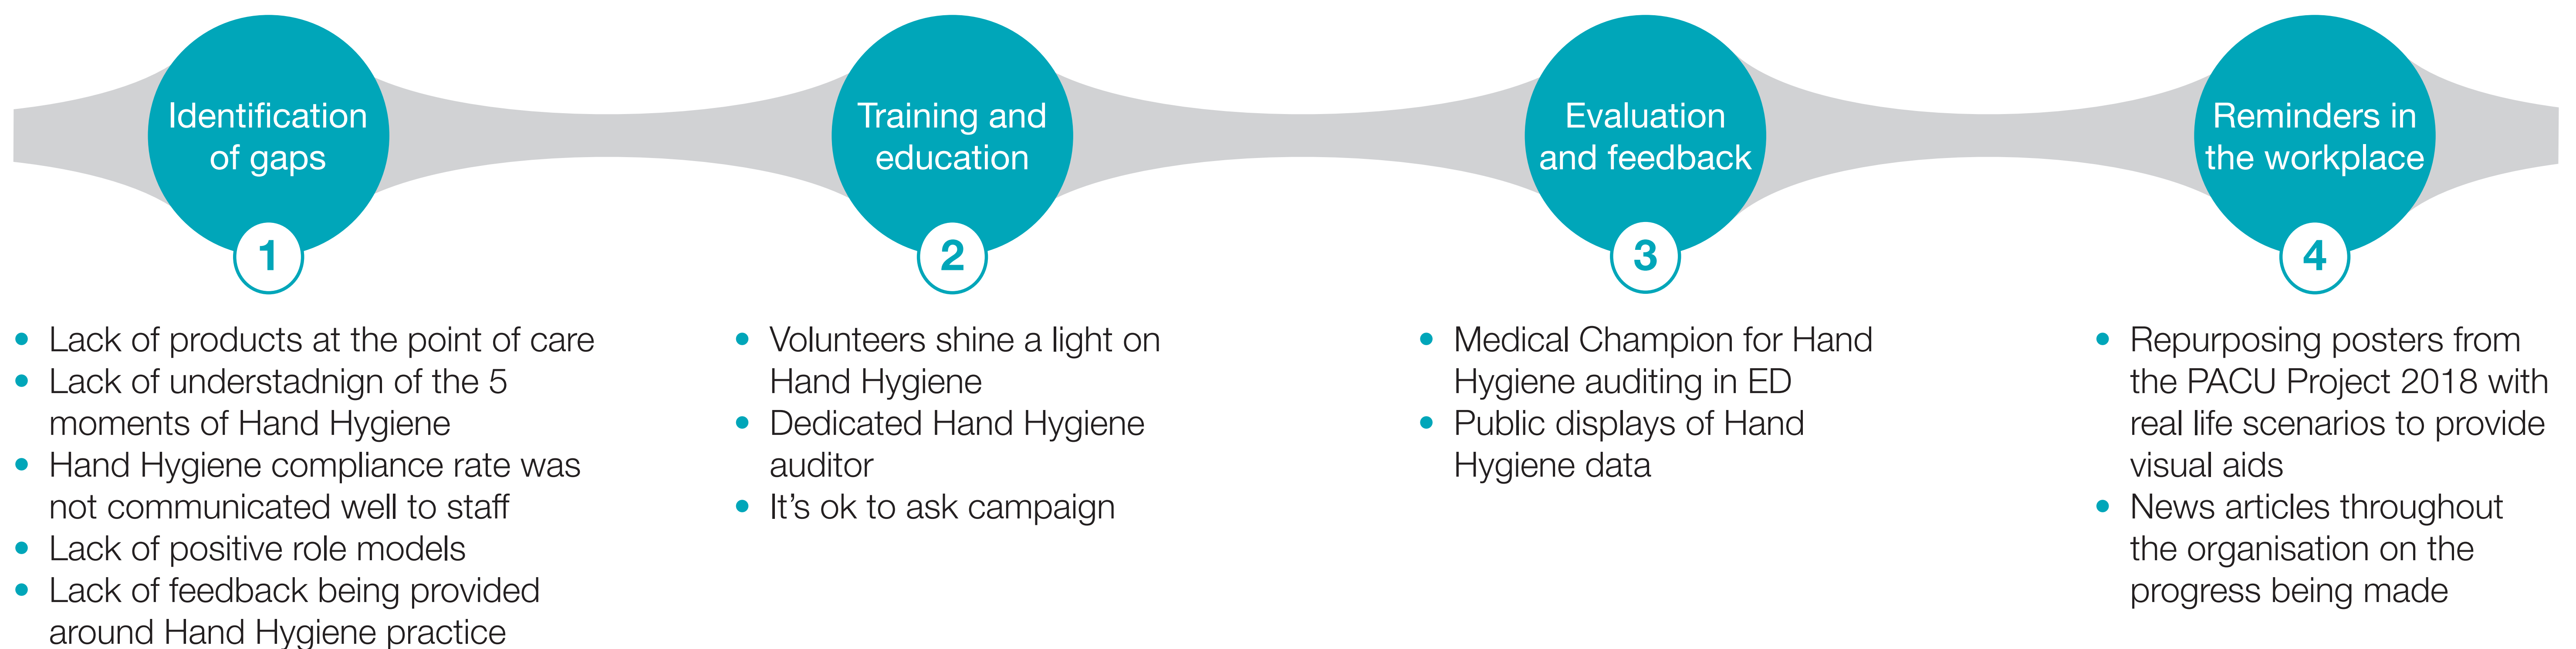 Identification
of gaps
1
• Lack of products at the point of care
• Lack of understadnign of the 5
moments of Hand Hygiene
• Hand Hygiene compliance rate was
not communicated well to staff
• Lack of positive role models
• Lack of feedback being provided
around Hand Hygiene practice
Training and
education
2
• Volunteers shine a light on
Hand Hygiene
• Dedicated Hand Hygiene
auditor
• It’s ok to ask campaign
Evaluation
and feedback
3
• Medical Champion for Hand
Hygiene auditing in ED
• Public displays of Hand
Hygiene data
Reminders in
the workplace
4
• Repurposing posters from
the PACU Project 2018 with
real life scenarios to provide
visual aids
• News articles throughout
the organisation on the
progress being made